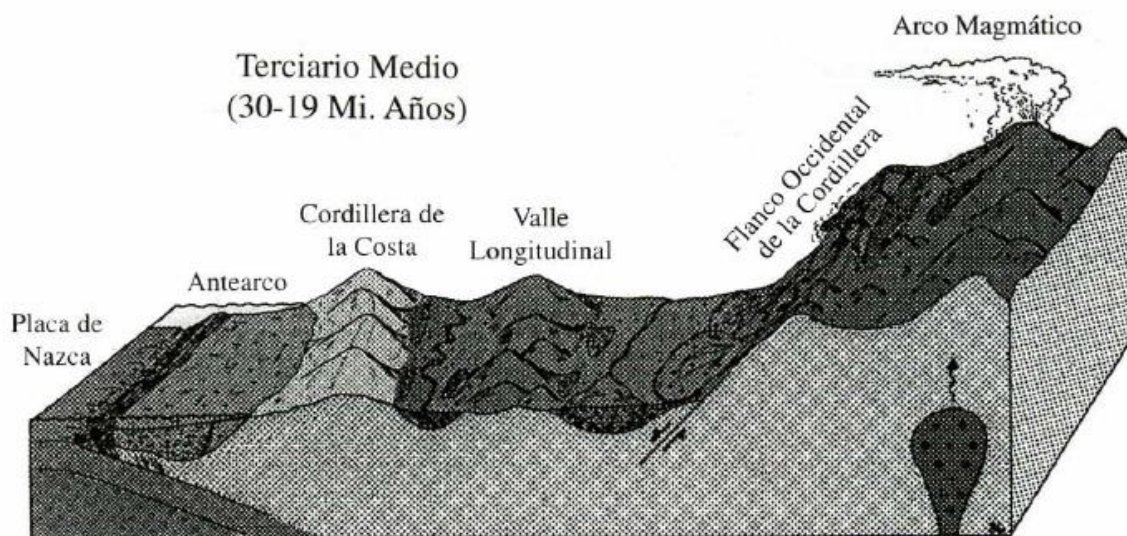 Arco Magmático
Terciario Medio
(30-19 Mi. Años)
Flanco Occidental
de la Cordillera
Cordillera de
la Costa
Valle
Longitudinal
Antearco
Placa de
Nazca